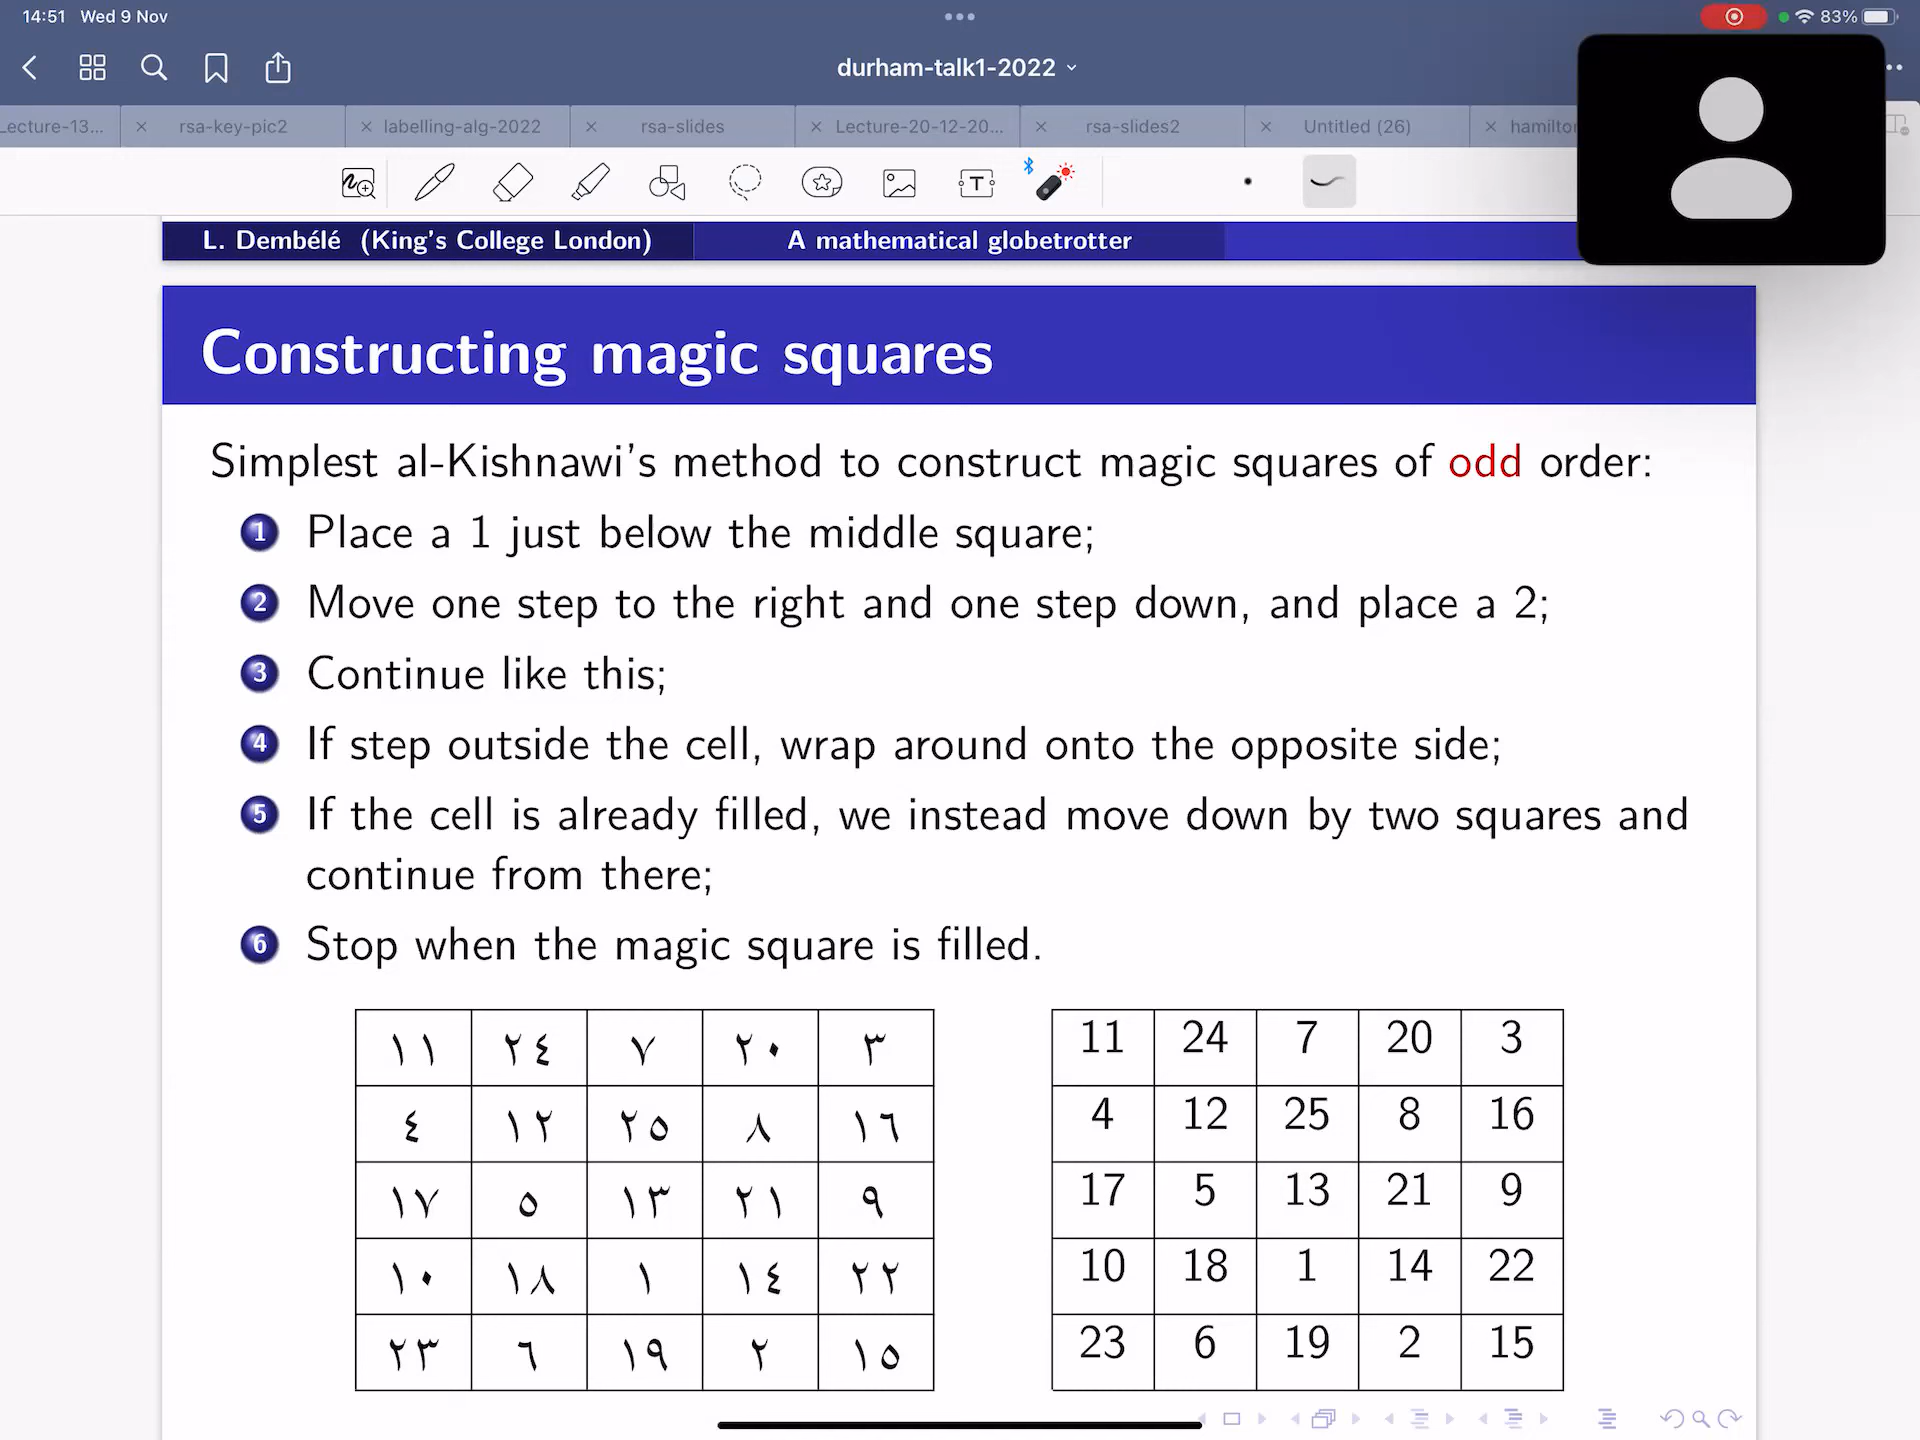 14:51 Wed 9 Nov
83%
durham-talk1-2022
Lecture-13... rsa-key-pic2 labelling-alg-2022 rsa-slides Lecture-20-12-20... rsa-slides2 Untitled (26)
T
L. Dembélé (King's College London) A mathematical globetrotter
Constructing magic squares
Simplest al-Kishnawi's method to construct magic squares of odd order:
1 Place a 1 just below the middle square;
2 Move one step to the right and one step down, and place a 2;
3 Continue like this;
4 If step outside the cell, wrap around onto the opposite side;
5 If the cell is already filled, we instead move down by two squares and
continue from there;
6 Stop when the magic square is filled.
١١ ٢٤ ٧ ٢٠ ٣
٤ ١٢ ٢٥ ٨ ١٦
١٧ ٥ ١٣ ٢١ ٩
١٠ ١٨ ١ ١٤ ٢٢
٢٣ ٦ ١٩ ٢ ١٥
11 24 7 20 3
4 12 25 8 16
17 5 13 21 9
10 18 1 14 22
23 6 19 2 15